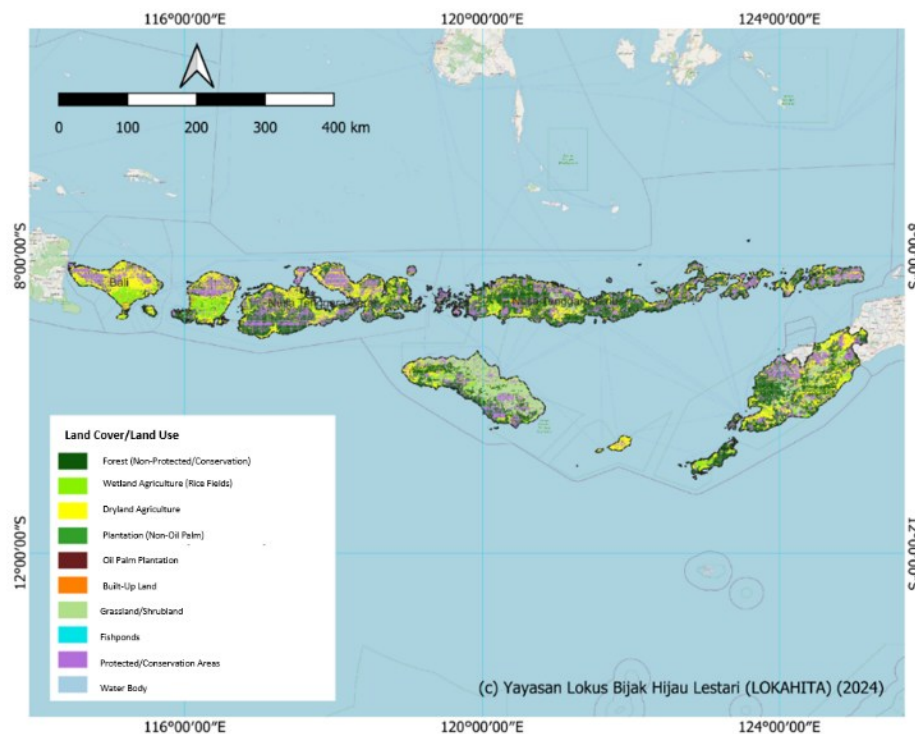 116°00'00"E 120°00'00"E 124°00'00"E
0 100 200 300 400 km
8°00'00"S 8°00'00"S
Bali
12°00'00"S 12°00'00"S
Land Cover/Land Use
Forest (Non-Protected/Conservation)
Wetland Agriculture (Rice Fields)
Dryland Agriculture
Plantation (Non-Oil Palm)
Oil Palm Plantation
Built-Up Land
Grassland/Shrubland
Fishponds
Protected/Conservation Areas
Water Body
(c) Yayasan Lokus Bijak Hijau Lestari (LOKAHITA) (2024)
116°00'00"E 120°00'00"E 124°00'00"E